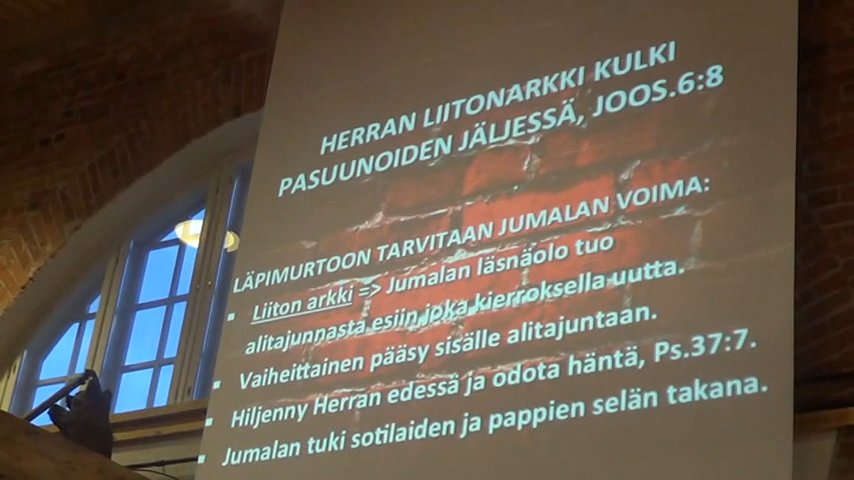 HERRAN LIITONARKKI KULKI
PASUUNOIDEN JÄLJESSÄ, JOOS.6:8
LÄPIMURTOON TARVITAAN JUMALAN VOIMA:
▪ Liiton arkki => Jumalan läsnäolo tuo
alitajunnasta esiin joka kierroksella uutta.
▪ Vaiheittainen pääsy sisälle alitajuntaan.
▪ Hiljenny Herran edessä ja odota häntä, Ps.37:7.
▪ Jumalan tuki sotilaiden ja pappien selän takana.